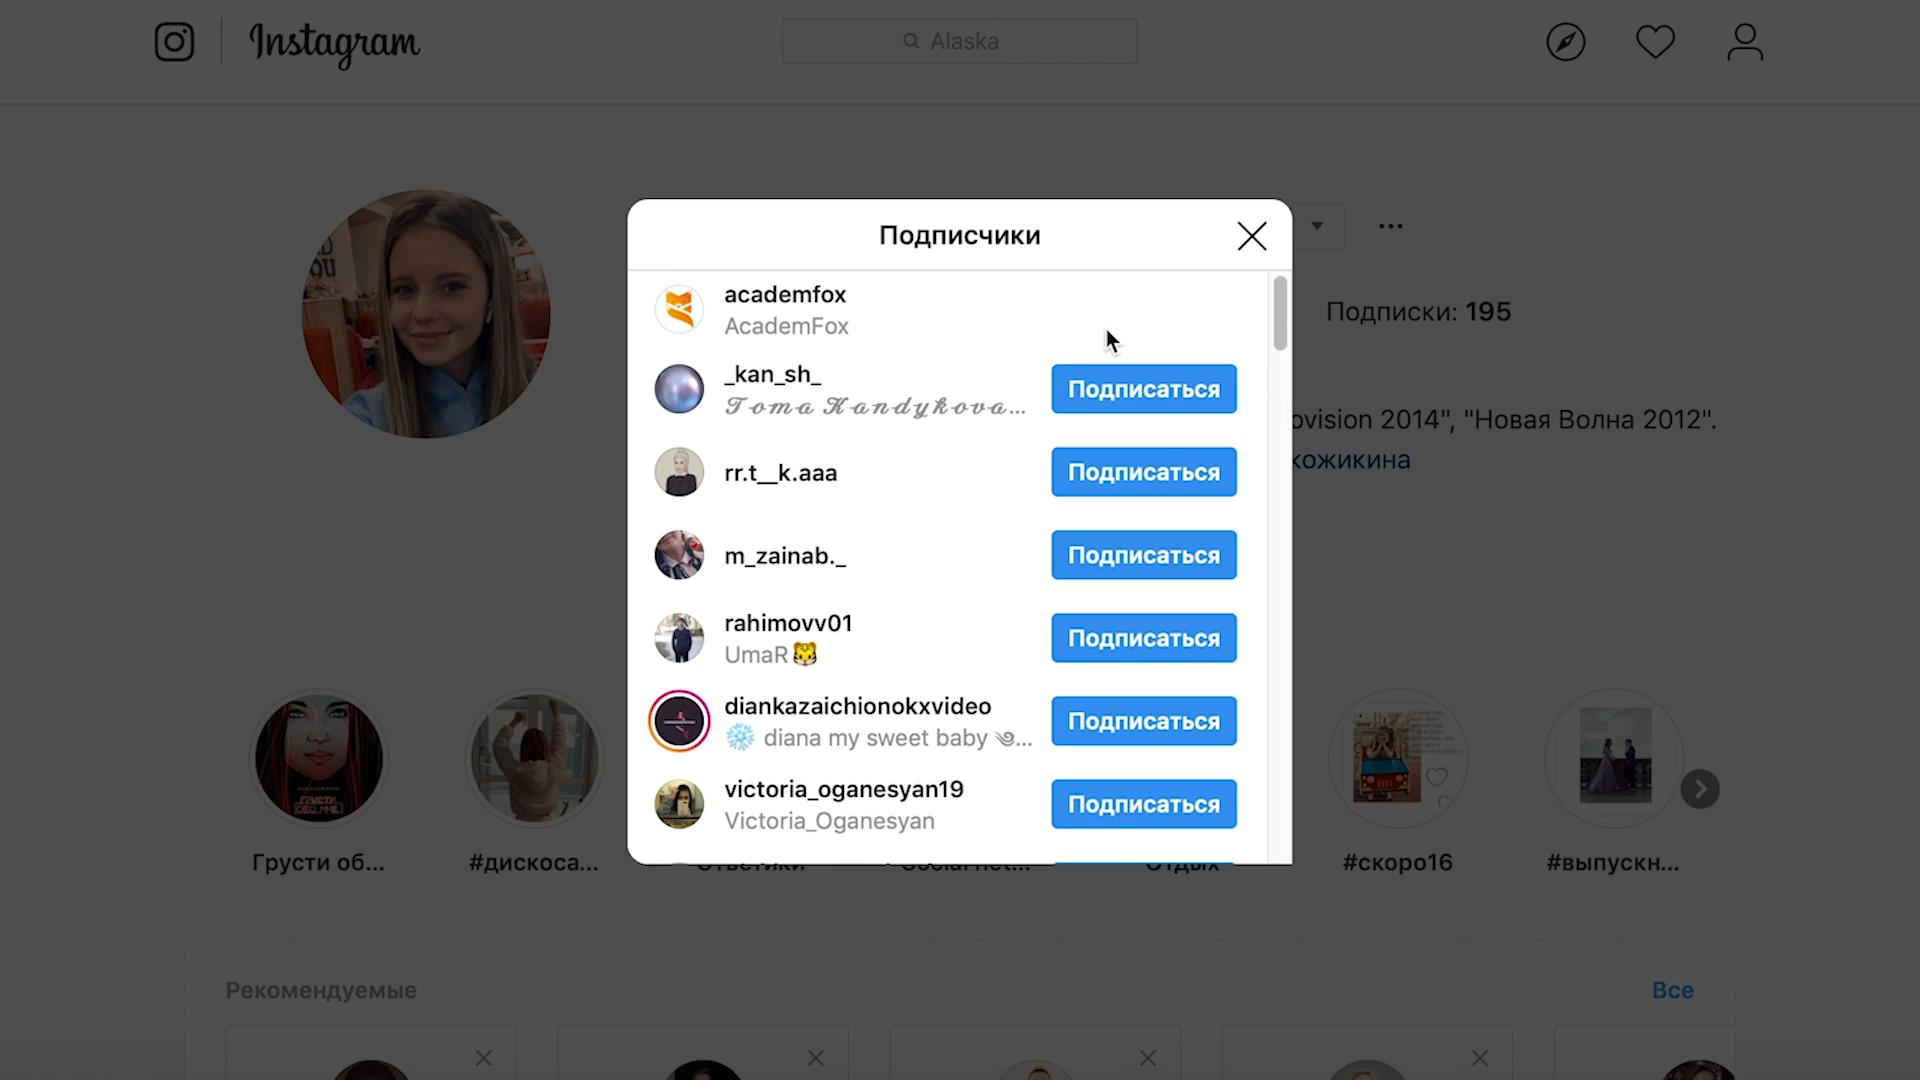 Instagram
Alaska
Подписчики
Подписки: 195
academfox
AcademFox
_kan_sh_
𝓣𝓸𝓶𝓪 𝓚𝓪𝓷𝓭𝔂𝓴𝓸𝓿𝓪...
Подписаться
ovision 2014", "Новая Волна 2012".
кожикина
rr.t__k.aaa
Подписаться
m_zainab._
Подписаться
rahimovv01
UmaR🐯
Подписаться
diankazaichionokxvideo
❄️ diana my sweet baby ༄...
Подписаться
victoria_oganesyan19
Victoria_Oganesyan
Подписаться
Грусти об...
#дискоса...
#скоро16
#выпускн...
Рекомендуемые
Все